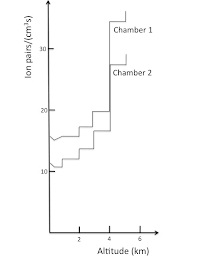 Ion pairs/(cm³s)
Chamber 1
Chamber 2
30
20
10
2 4 6
Altitude (km)